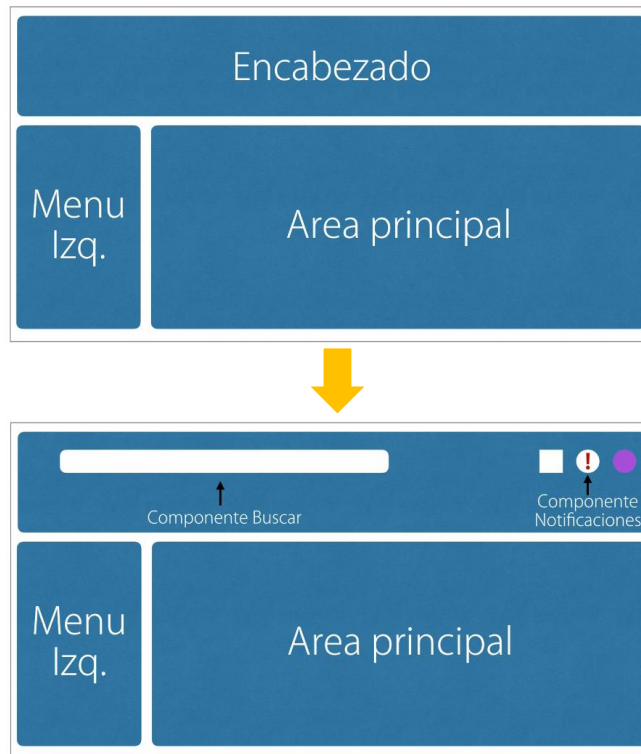 Encabezado
Menu
Izq.
Area principal
!
Componente Buscar
Componente
Notificaciones
Menu
Izq.
Area principal